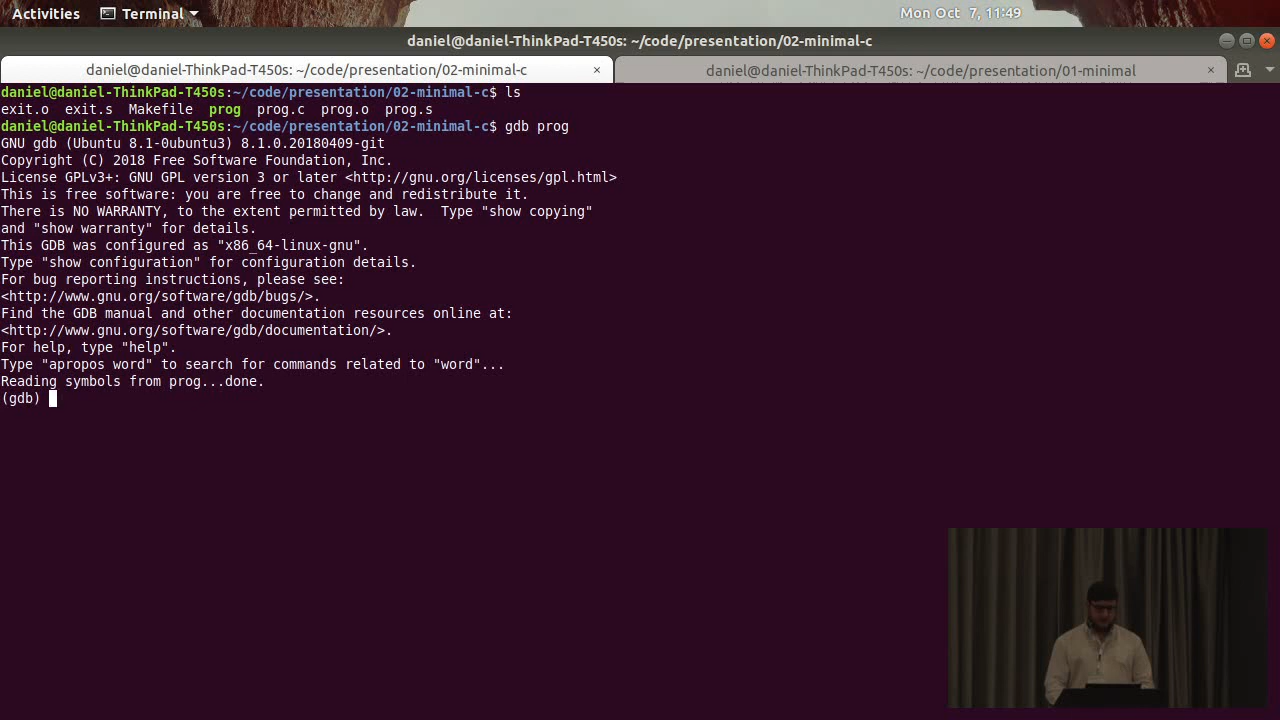 Activities Terminal Mon Oct 7, 11:49
daniel@daniel-ThinkPad-T450s: ~/code/presentation/02-minimal-c
daniel@daniel-ThinkPad-T450s: ~/code/presentation/02-minimal-c × daniel@daniel-ThinkPad-T450s: ~/code/presentation/01-minimal ×
daniel@daniel-ThinkPad-T450s:~/code/presentation/02-minimal-c$ ls
exit.o exit.s Makefile prog prog.c prog.o prog.s
daniel@daniel-ThinkPad-T450s:~/code/presentation/02-minimal-c$ gdb prog
GNU gdb (Ubuntu 8.1-0ubuntu3) 8.1.0.20180409-git
Copyright (C) 2018 Free Software Foundation, Inc.
License GPLv3+: GNU GPL version 3 or later <http://gnu.org/licenses/gpl.html>
This is free software: you are free to change and redistribute it.
There is NO WARRANTY, to the extent permitted by law.  Type "show copying"
and "show warranty" for details.
This GDB was configured as "x86_64-linux-gnu".
Type "show configuration" for configuration details.
For bug reporting instructions, please see:
<http://www.gnu.org/software/gdb/bugs/>.
Find the GDB manual and other documentation resources online at:
<http://www.gnu.org/software/gdb/documentation/>.
For help, type "help".
Type "apropos word" to search for commands related to "word"...
Reading symbols from prog...done.
(gdb)